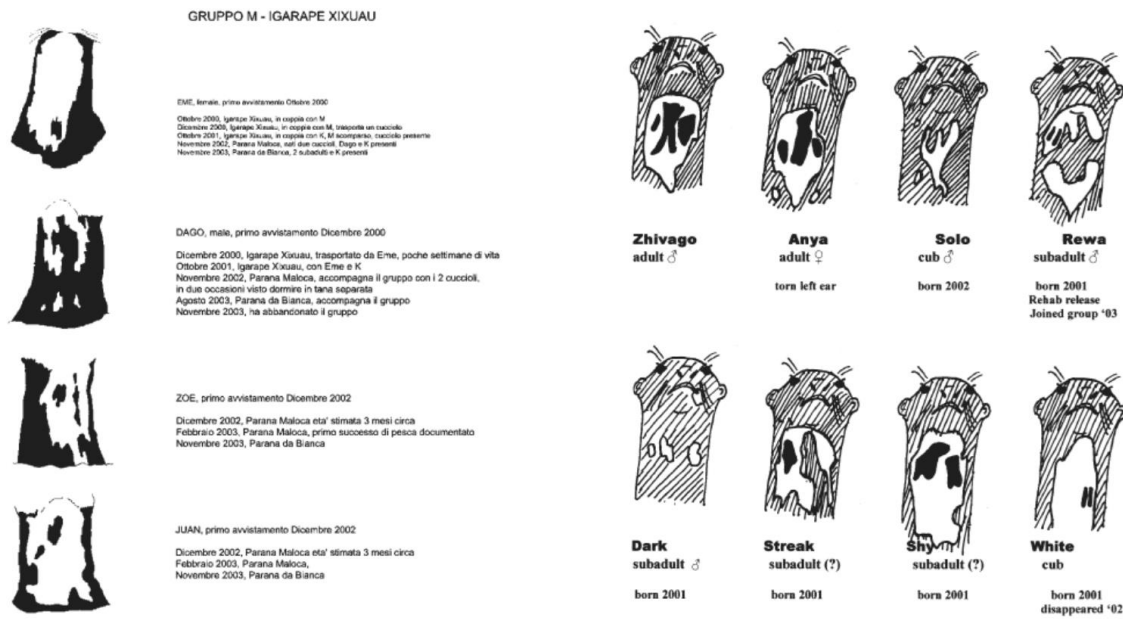 GRUPPO M - IGARAPE XIXUAU
EME, female, primo avvistamento Ottobre 2000
Ottobre 2000, Igarape Xixuau, in coppia con M
Dicembre 2000, Igarape Xixuau, in coppia con M, trasporta un cucciolo
Ottobre 2001, Igarape Xixuau, in coppia con K, M scomparso, cucciolo presente
Novembre 2002, Parana Maloca, nati due cuccioli, Dago e K presenti
Novembre 2003, Parana da Bianca, 2 subadulti e K presenti
DAGO, male, primo avvistamento Dicembre 2000
Dicembre 2000, Igarape Xixuau, trasportato da Eme, poche settimane di vita
Ottobre 2001, Igarape Xixuau, con Eme e K
Novembre 2002, Parana Maloca, accompagna il gruppo con i 2 cuccioli,
in due occasioni visto dormire in tana separata
Agosto 2003, Parana da Bianca, accompagna il gruppo
Novembre 2003, ha abbandonato il gruppo
ZOE, primo avvistamento Dicembre 2002
Dicembre 2002, Parana Maloca eta' stimata 3 mesi circa
Febbraio 2003, Parana Maloca, primo successo di pesca documentato
Novembre 2003, Parana da Bianca
JUAN, primo avvistamento Dicembre 2002
Dicembre 2002, Parana Maloca eta' stimata 3 mesi circa
Febbraio 2003, Parana Maloca,
Novembre 2003, Parana da Bianca
Zhivago
adult ♂
Anya
adult ♀
torn left ear
Solo
cub ♂
born 2002
Rewa
subadult ♂
born 2001
Rehab release
Joined group '03
Dark
subadult ♂
born 2001
Streak
subadult (?)
born 2001
Shy
subadult (?)
born 2001
White
cub
born 2001
disappeared '02